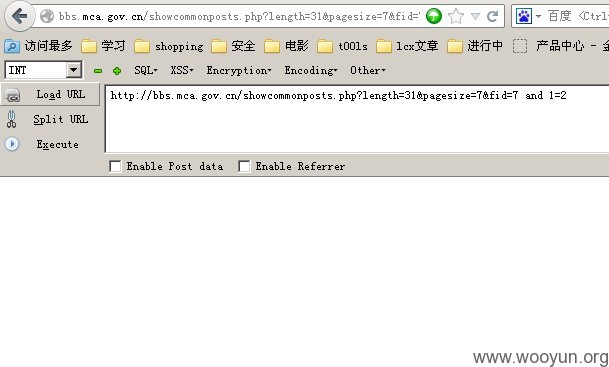 bbs.mca.gov.cn/showcommonposts.php?length=31&pagesize=7&fid='
百度 <Ctrl
访问最多 学习 shopping 安全 电影 t00ls lcx文章 进行中 产品中心 - 金
INT SQL▾ XSS▾ Encryption▾ Encoding▾ Other▾
Load URL
http://bbs.mca.gov.cn/showcommonposts.php?length=31&pagesize=7&fid=7 and 1=2
Split URL
Execute
Enable Post data Enable Referrer
www.wooyun.org